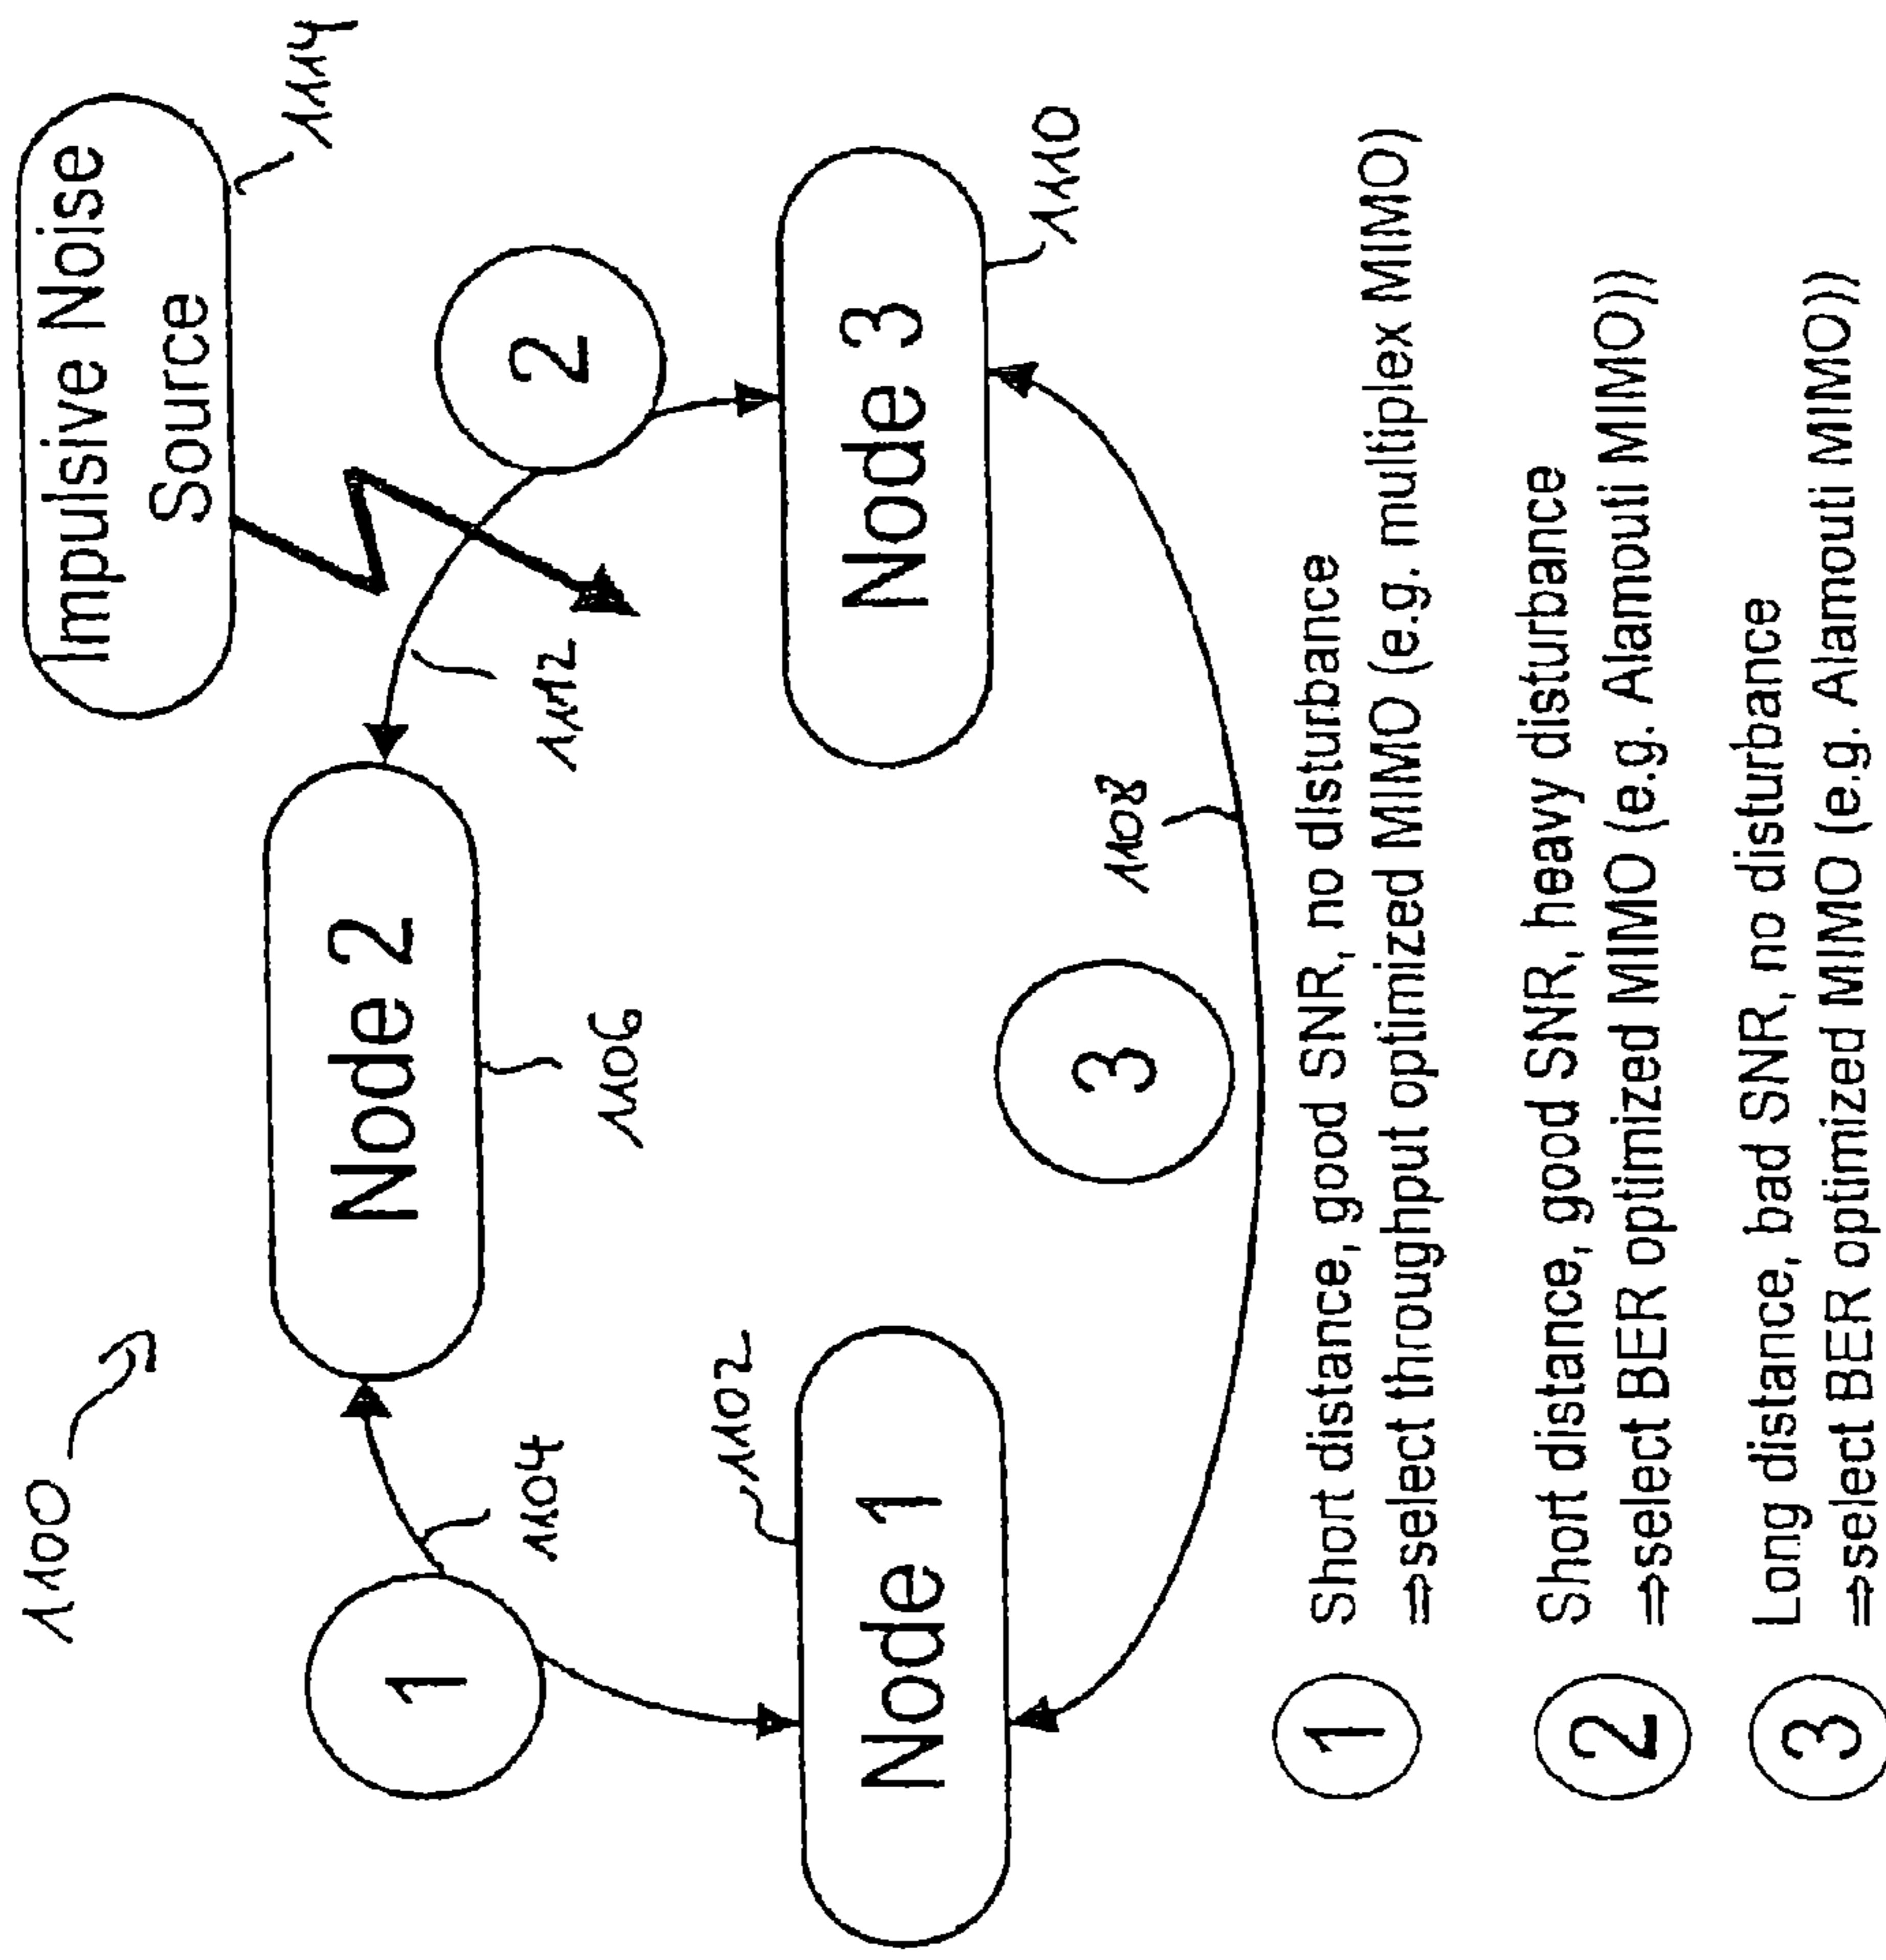 1100
Impulsive Noise
Source
1114
1
1104
Node 2
1106
1112
2
Node 1
1102
Node 3
1110
3
1108
1 Short distance, good SNR, no disturbance
⇒select throughput optimized MIMO (e.g. multiplex MIMO)
2 Short distance, good SNR, heavy disturbance
⇒select BER optimized MIMO (e.g. Alamouti MIMO))
3 Long distance, bad SNR, no disturbance
⇒select BER optimized MIMO (e.g. Alamouti MIMO))